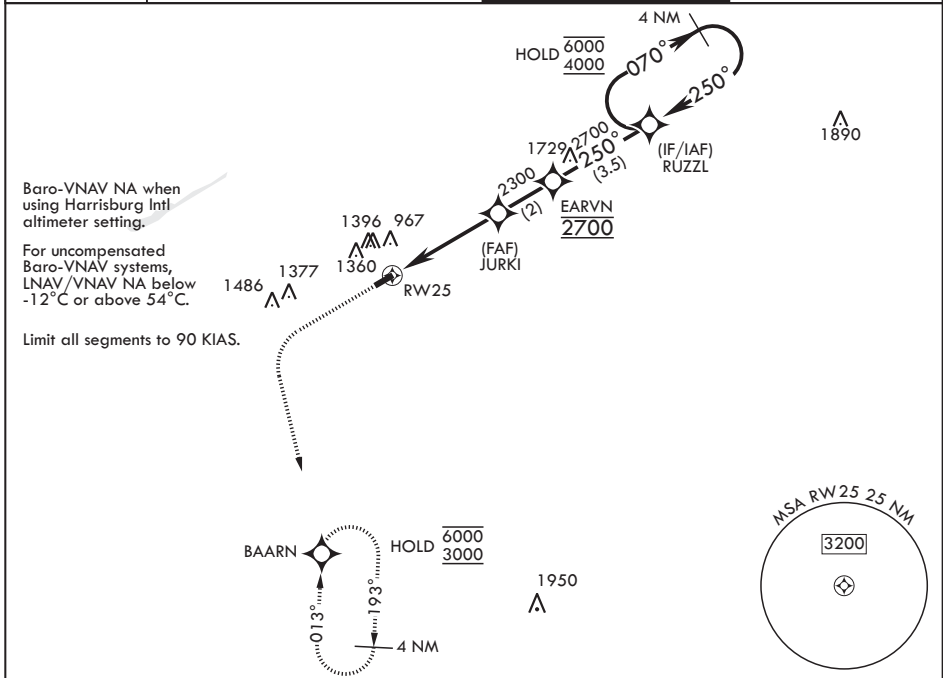 4 NM
HOLD 6000
4000
070°
250°
1890
1729
2700
250°
(3.5)
(IF/IAF)
RUZZL
Baro-VNAV NA when
using Harrisburg Intl
altimeter setting.
For uncompensated
Baro-VNAV systems,
LNAV/VNAV NA below
-12°C or above 54°C.
Limit all segments to 90 KIAS.
2300
(2)
EARVN
2700
(FAF)
JURKI
1396
967
1360
1486
1377
RW25
MSA RW25 25 NM
3200
BAARN
HOLD 6000
3000
013°
193°
4 NM
1950